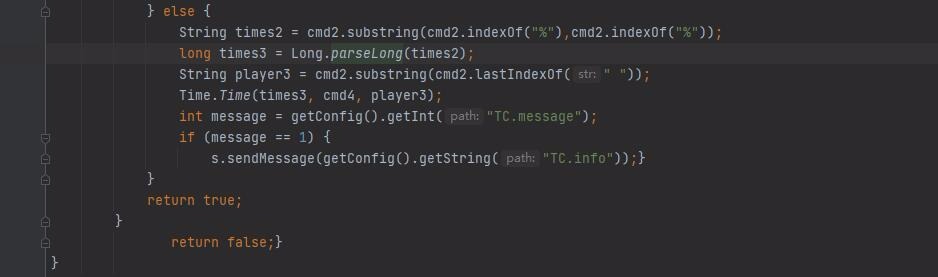 } else {
String times2 = cmd2.substring(cmd2.indexOf("%"),cmd2.indexOf("%"));
long times3 = Long.parseLong(times2);
String player3 = cmd2.substring(cmd2.lastIndexOf( str: " "));
Time.Time(times3, cmd4, player3);
int message = getConfig().getInt( path: "TC.message");
if (message == 1) {
s.sendMessage(getConfig().getString( path: "TC.info"));}
}
return true;
}
return false;}
}